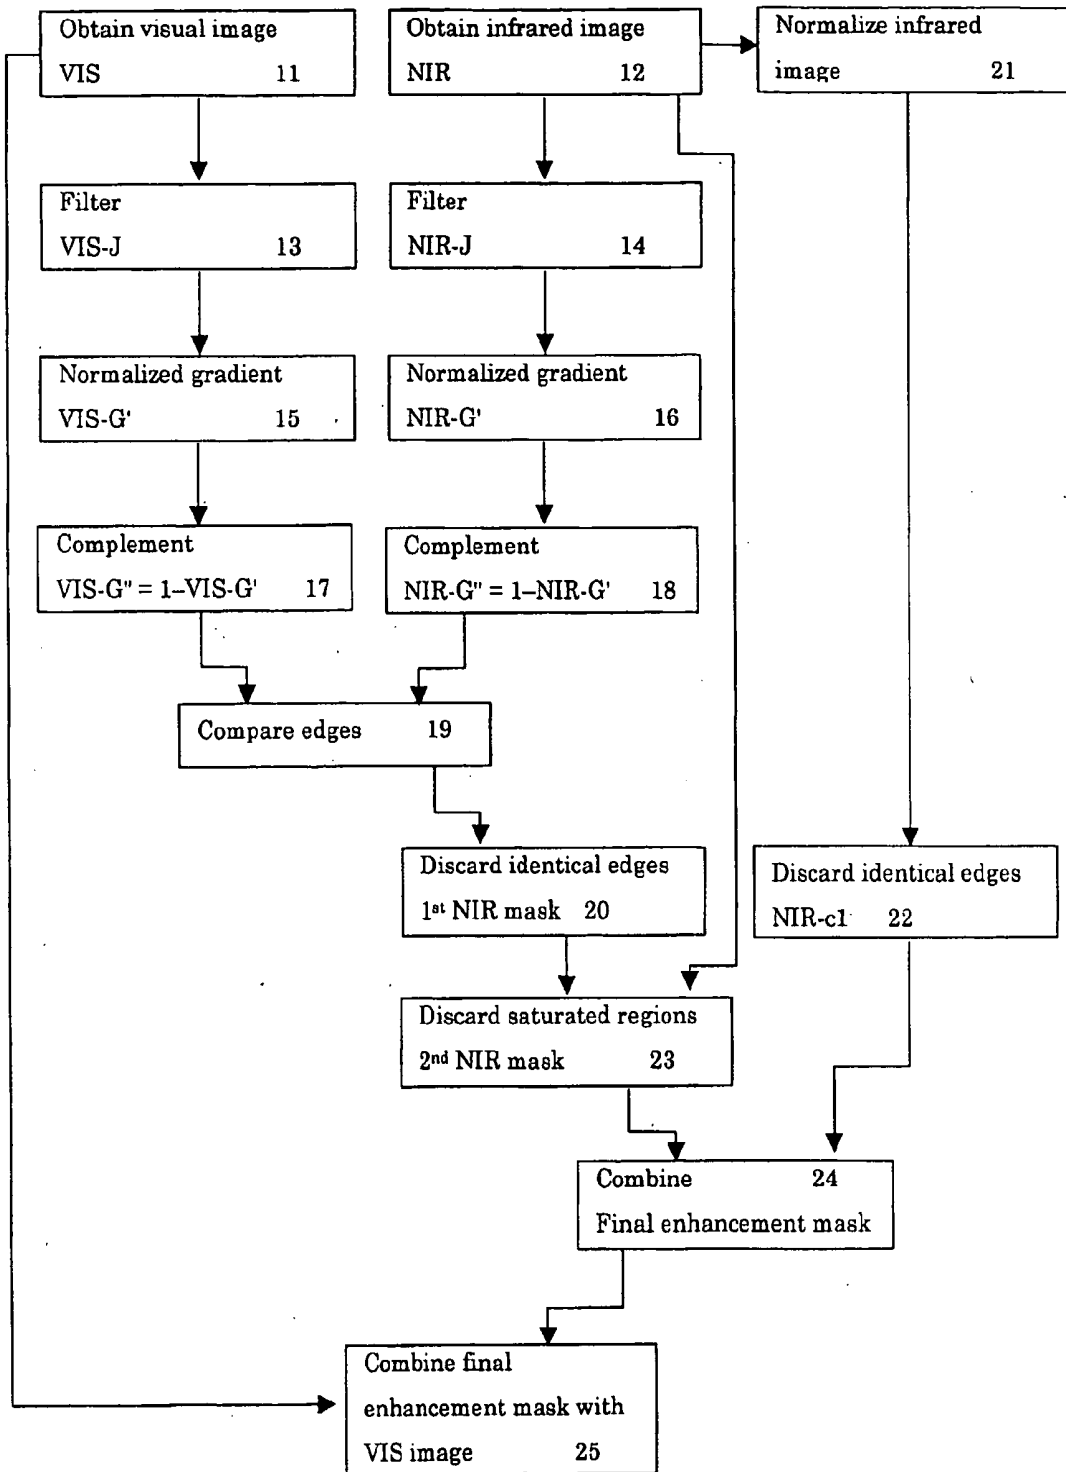 Obtain visual image
VIS 11
Obtain infrared image
NIR 12
Normalize infrared
image 21
Filter
VIS-J 13
Filter
NIR-J 14
Normalized gradient
VIS-G' 15
Normalized gradient
NIR-G' 16
Complement
VIS-G" = 1–VIS-G' 17
Complement
NIR-G" = 1–NIR-G' 18
Compare edges 19
Discard identical edges
1st NIR mask 20
Discard identical edges
NIR-c1 22
Discard saturated regions
2nd NIR mask 23
Combine 24
Final enhancement mask
Combine final
enhancement mask with
VIS image 25